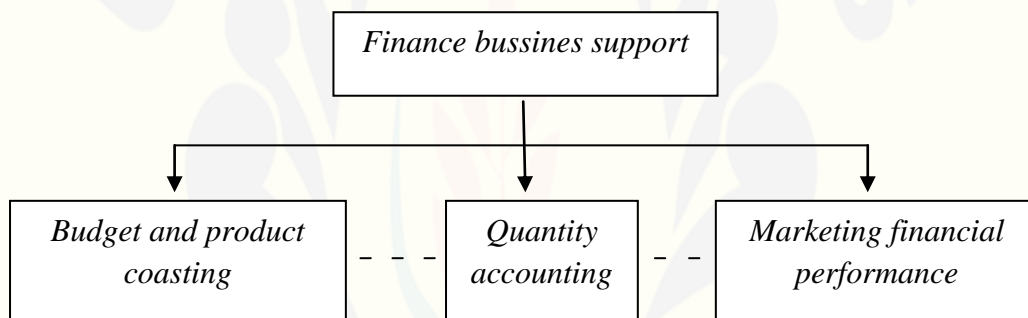 Finance bussines support
Budget and product
coasting
Quantity
accounting
Marketing financial
performance